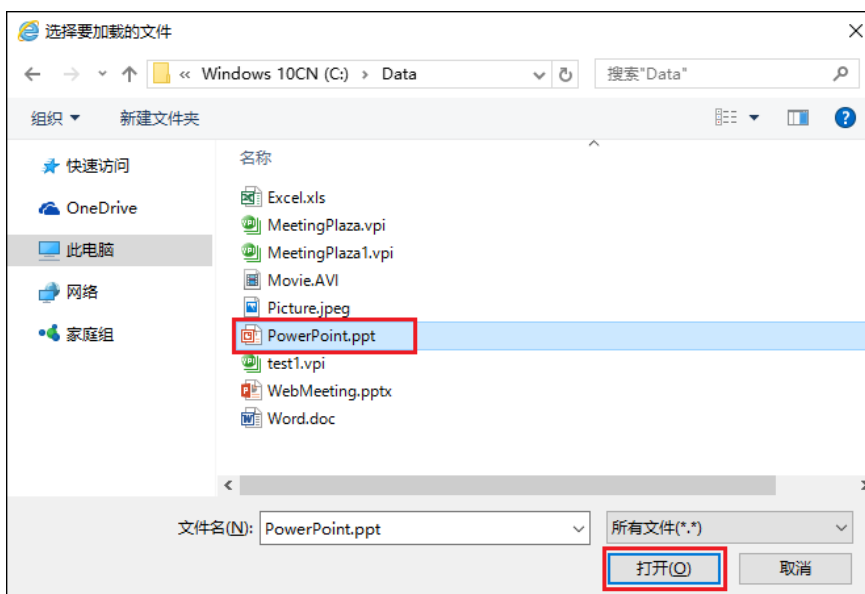 选择要加载的文件
« Windows 10CN (C:) › Data 搜索"Data"
组织 新建文件夹
快速访问
OneDrive
此电脑
网络
家庭组
名称
Excel.xls
MeetingPlaza.vpi
MeetingPlaza1.vpi
Movie.AVI
Picture.jpeg
PowerPoint.ppt
test1.vpi
WebMeeting.pptx
Word.doc
文件名(N): PowerPoint.ppt 所有文件(*.*)
打开(O) 取消